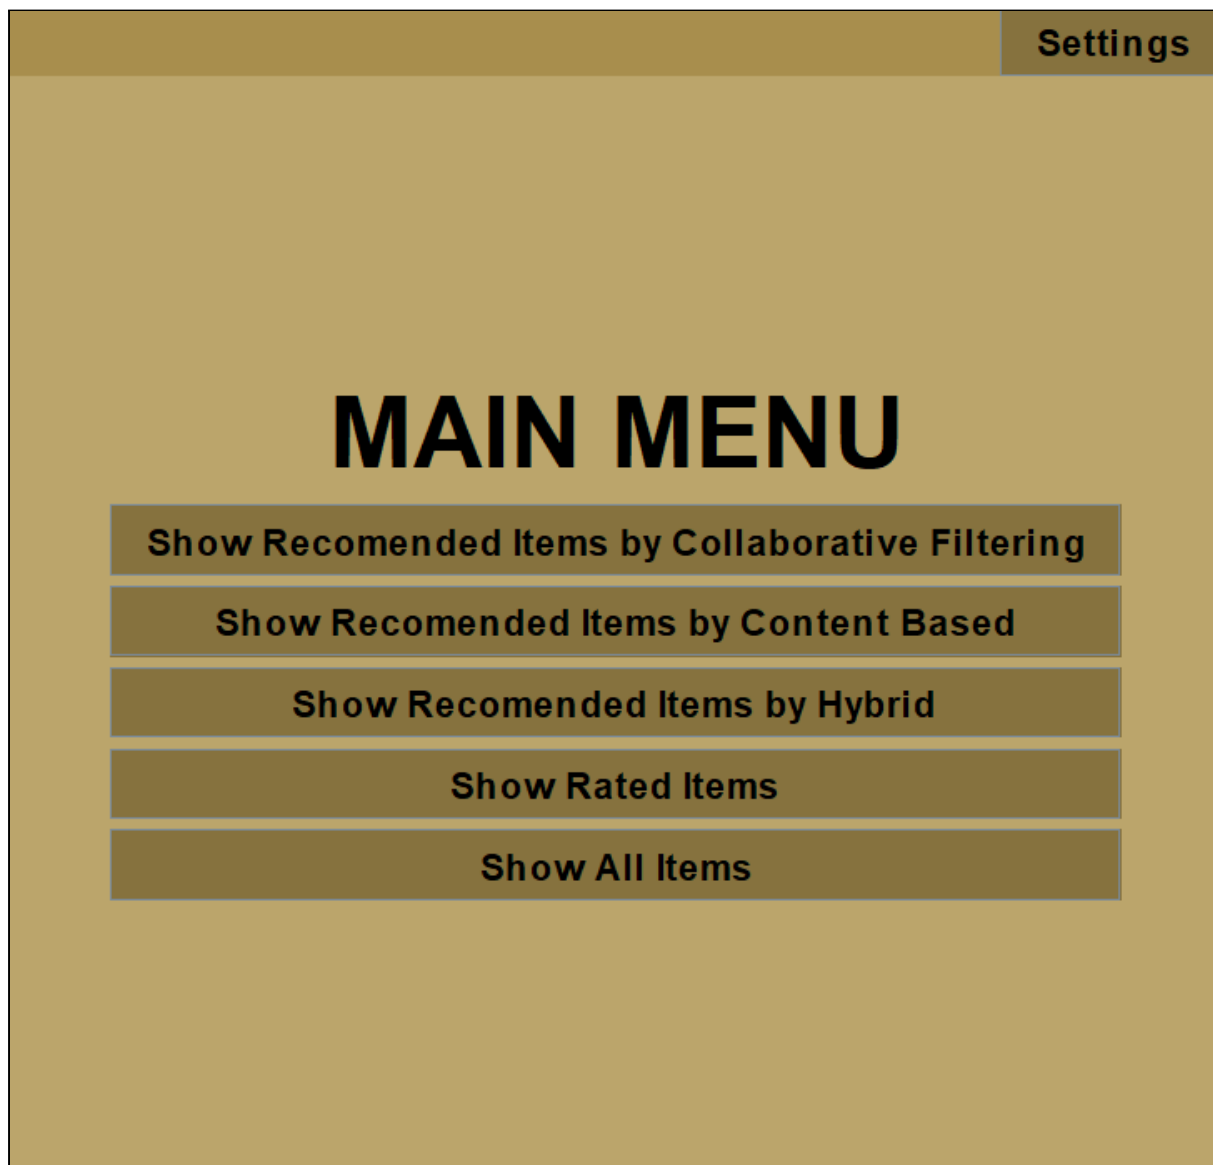 Settings
MAIN MENU
Show Recomended Items by Collaborative Filtering
Show Recomended Items by Content Based
Show Recomended Items by Hybrid
Show Rated Items
Show All Items